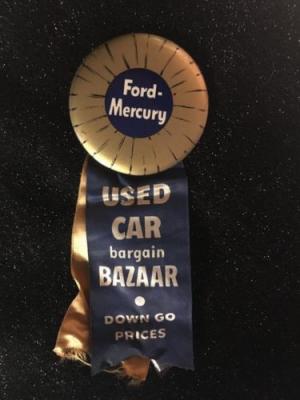 Ford-
Mercury
USED
CAR
bargain
BAZAAR
DOWN GO
PRICES